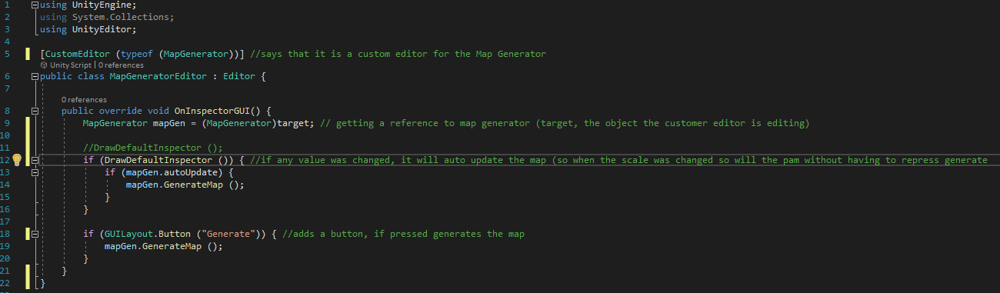 1 using UnityEngine;
2 using System.Collections;
3 using UnityEditor;
4
5 [CustomEditor (typeof (MapGenerator))] //says that it is a custom editor for the Map Generator
Unity Script | 0 references
6 public class MapGeneratorEditor : Editor {
7
0 references
8 public override void OnInspectorGUI() {
9 MapGenerator mapGen = (MapGenerator)target; // getting a reference to map generator (target, the object the customer editor is editing)
10
11 //DrawDefaultInspector ();
12 if (DrawDefaultInspector ()) { //if any value was changed, it will auto update the map (so when the scale was changed so will the pam without having to repress generate
13 if (mapGen.autoUpdate) {
14 mapGen.GenerateMap ();
15 }
16 }
17
18 if (GUILayout.Button ("Generate")) { //adds a button, if pressed generates the map
19 mapGen.GenerateMap ();
20 }
21 }
22 }